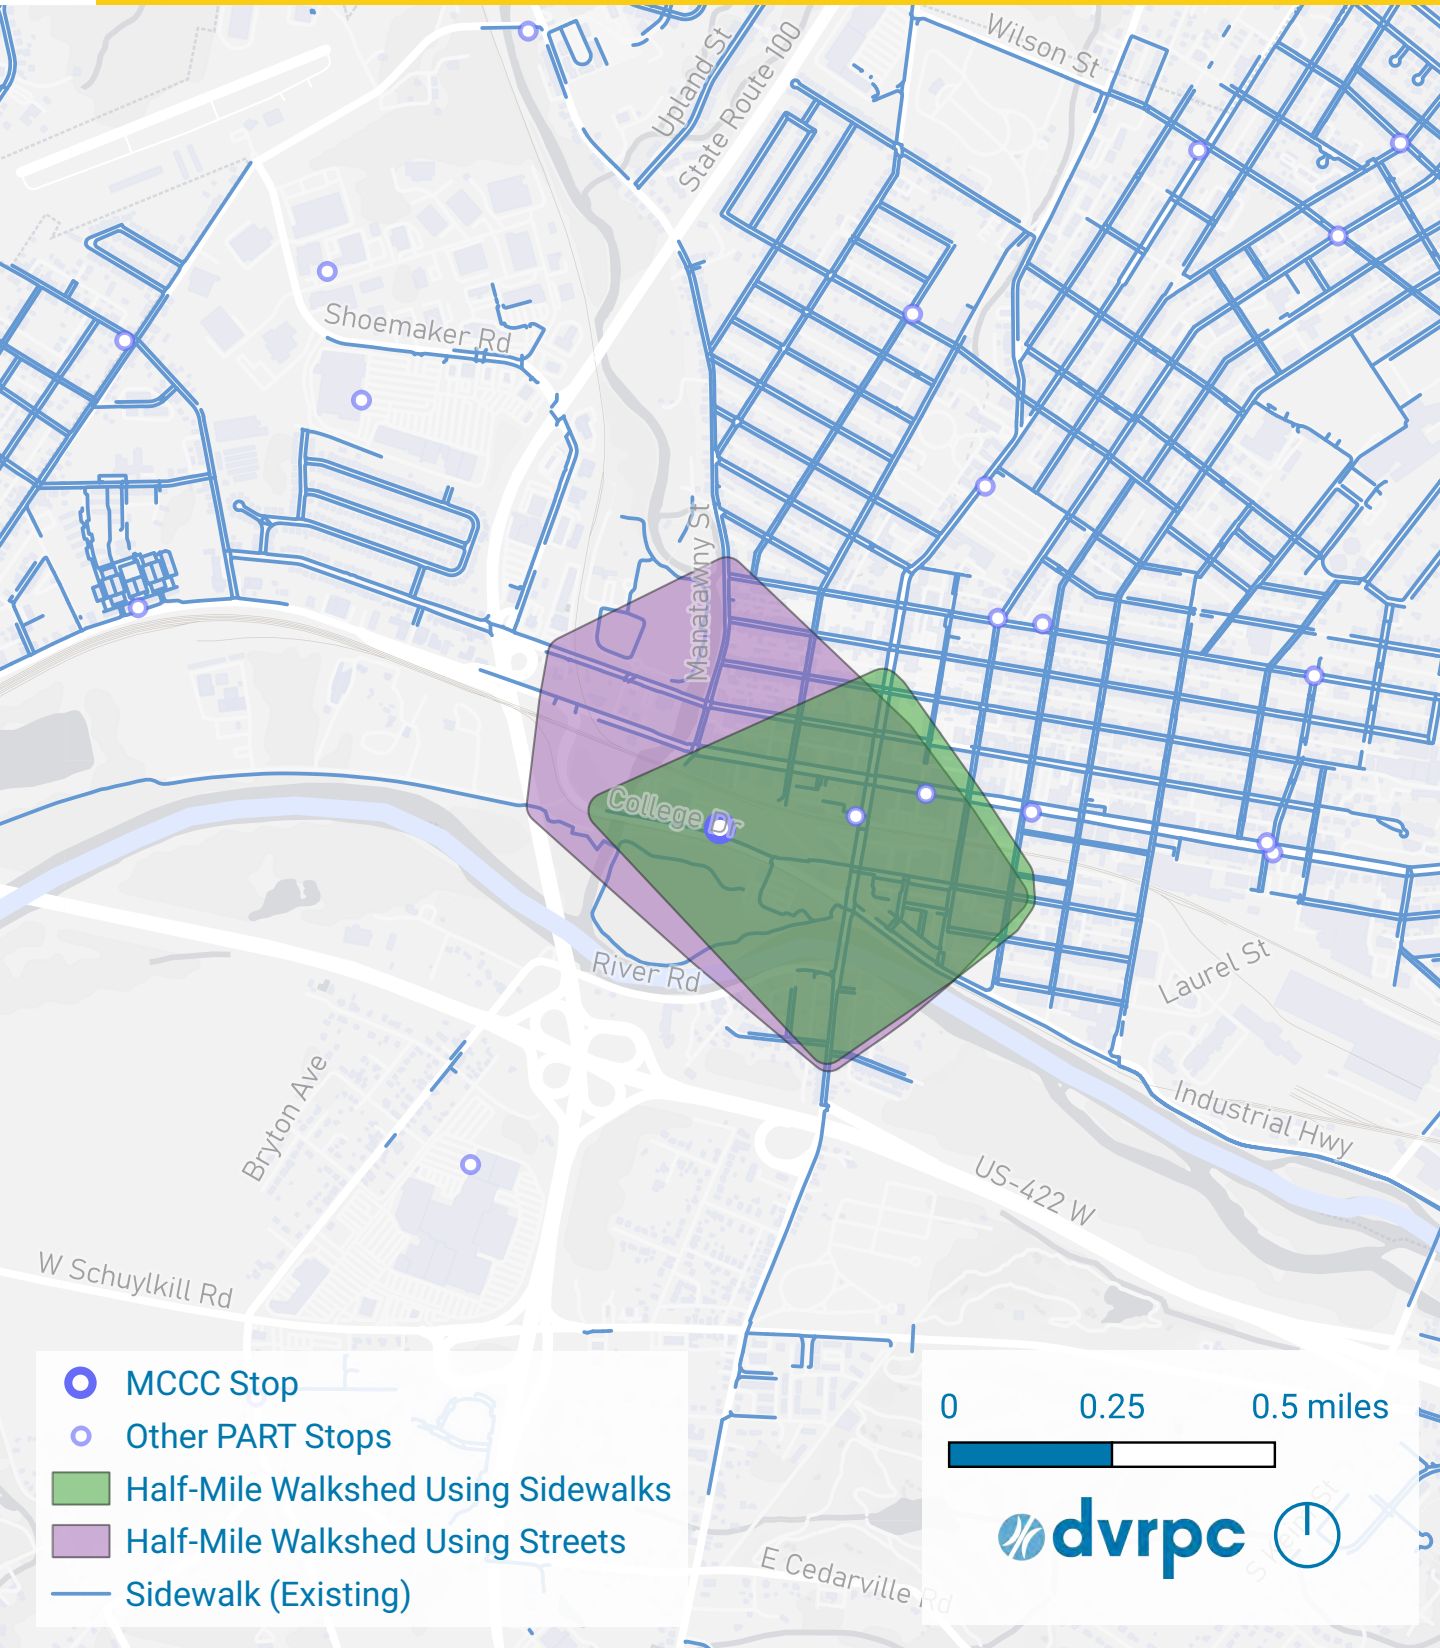 Wilson St
Upland St
State Route 100
Shoemaker Rd
Manatawny St
College Dr
River Rd
Laurel St
Bryton Ave
Industrial Hwy
US-422 W
W Schuylkill Rd
MCCC Stop
Other PART Stops
Half-Mile Walkshed Using Sidewalks
Half-Mile Walkshed Using Streets
Sidewalk (Existing)
0 0.25 0.5 miles
dvrpc
E Cedarville Rd